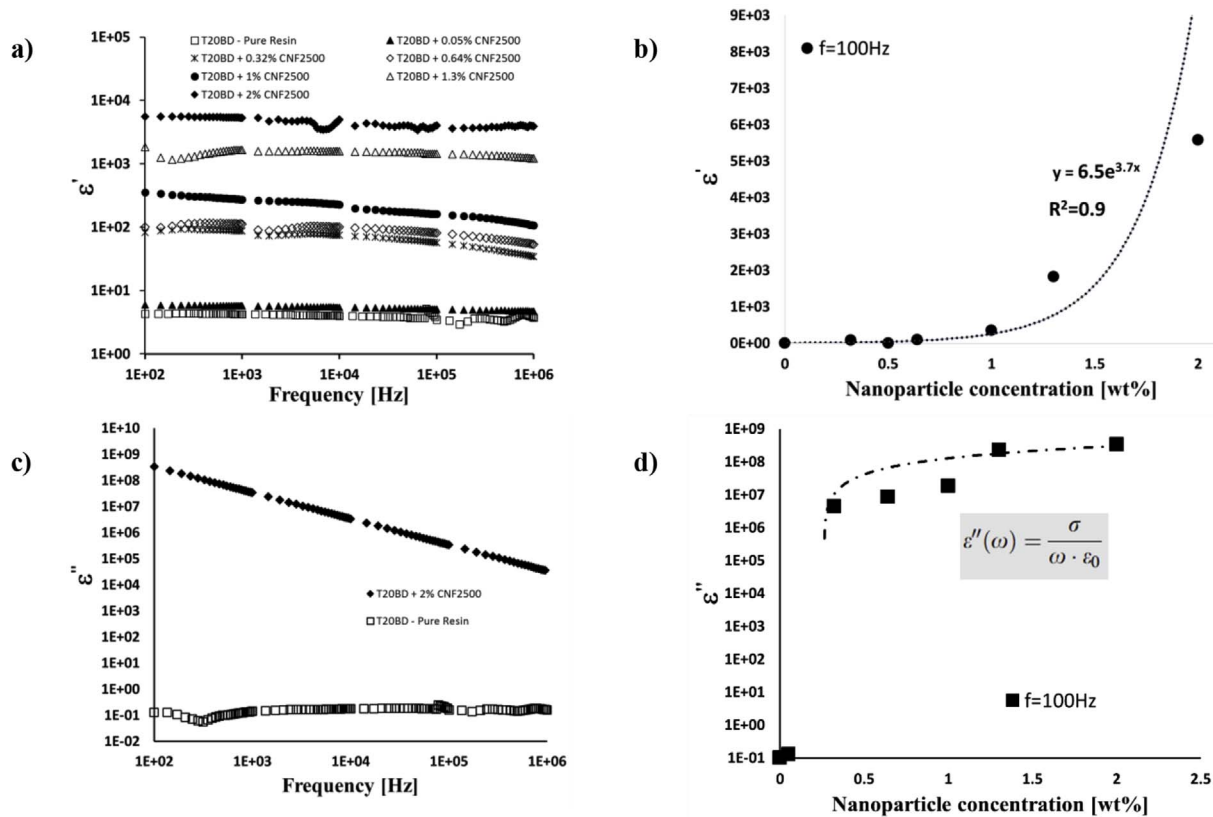 a)
1E+05
1E+04
1E+03
1E+02
1E+01
1E+00
ε'
T20BD - Pure Resin
T20BD + 0.05% CNF2500
T20BD + 0.32% CNF2500
T20BD + 0.64% CNF2500
T20BD + 1% CNF2500
T20BD + 1.3% CNF2500
T20BD + 2% CNF2500
1E+02 1E+03 1E+04 1E+05 1E+06
Frequency [Hz]
b)
9E+03
8E+03
7E+03
6E+03
5E+03
4E+03
3E+03
2E+03
1E+03
0E+00
ε'
f=100Hz
y = 6.5e^3.7x
R²=0.9
0 0.5 1 1.5 2
Nanoparticle concentration [wt%]
c)
1E+10
1E+09
1E+08
1E+07
1E+06
1E+05
1E+04
1E+03
1E+02
1E+01
1E+00
1E-01
1E-02
ε"
T20BD + 2% CNF2500
T20BD - Pure Resin
1E+02 1E+03 1E+04 1E+05 1E+06
Frequency [Hz]
d)
1E+09
1E+08
1E+07
1E+06
1E+05
1E+04
1E+03
1E+02
1E+01
1E+00
1E-01
ε"
ε''(ω) = σ / (ω · ε₀)
f=100Hz
0 0.5 1 1.5 2 2.5
Nanoparticle concentration [wt%]